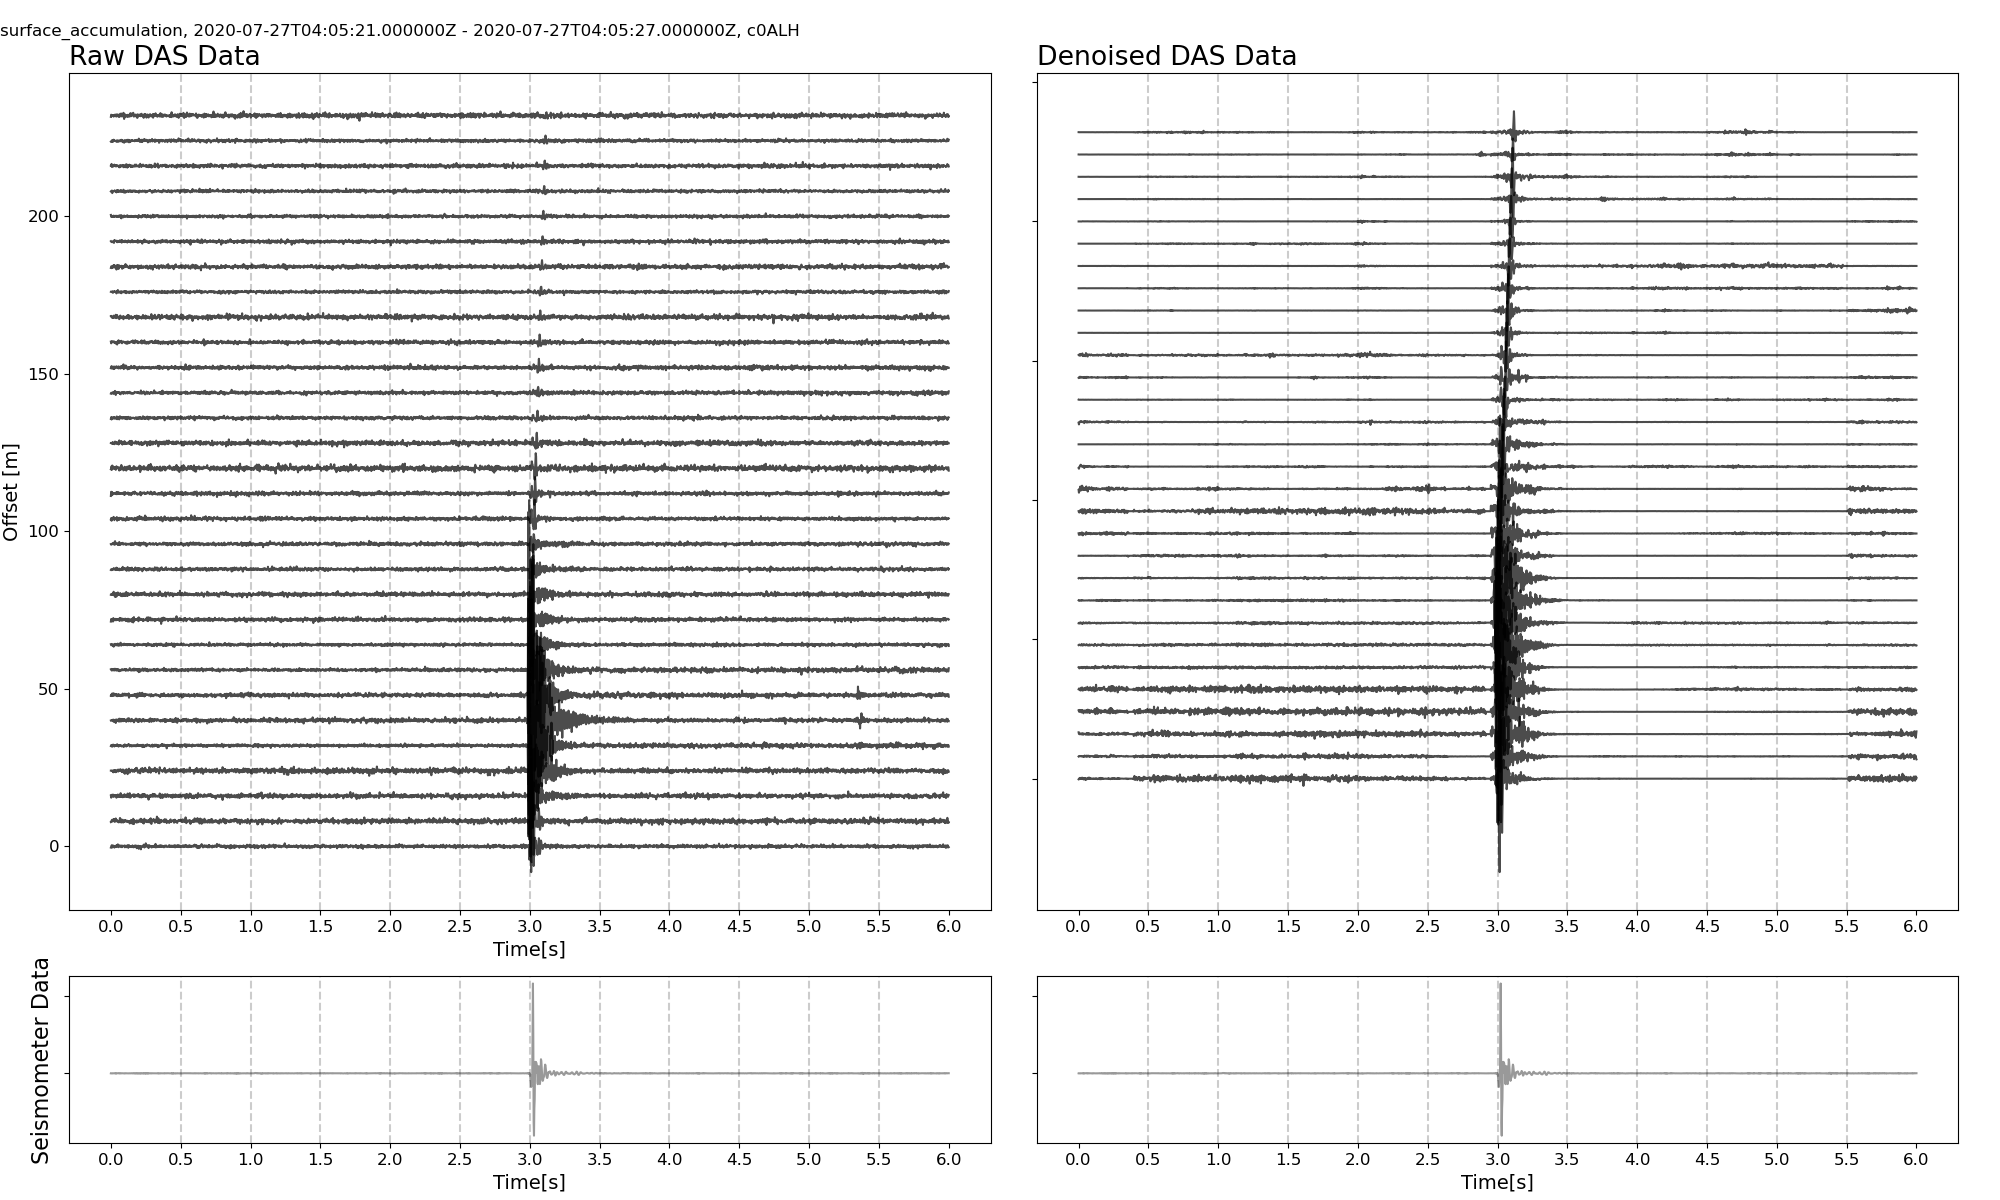 surface_accumulation, 2020-07-27T04:05:21.000000Z - 2020-07-27T04:05:27.000000Z, c0ALH
Raw DAS Data
Denoised DAS Data
Offset [m]
200
150
100
50
0
0.0 0.5 1.0 1.5 2.0 2.5 3.0 3.5 4.0 4.5 5.0 5.5 6.0
Time[s]
0.0 0.5 1.0 1.5 2.0 2.5 3.0 3.5 4.0 4.5 5.0 5.5 6.0
Seismometer Data
0.0 0.5 1.0 1.5 2.0 2.5 3.0 3.5 4.0 4.5 5.0 5.5 6.0
Time[s]
0.0 0.5 1.0 1.5 2.0 2.5 3.0 3.5 4.0 4.5 5.0 5.5 6.0
Time[s]